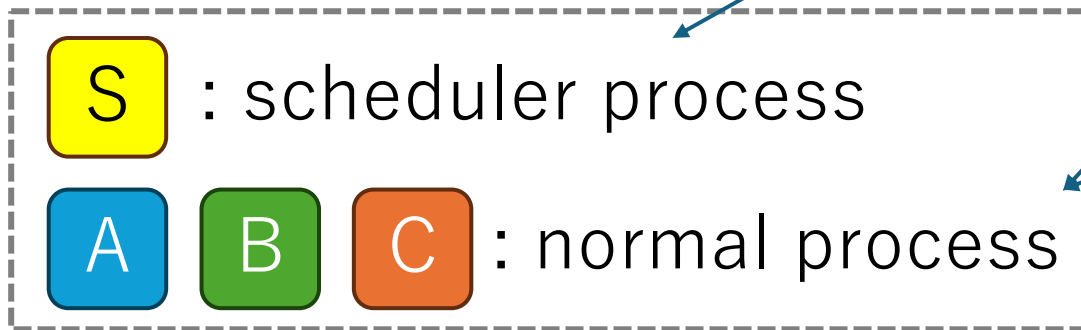 S : scheduler process
A B C : normal process